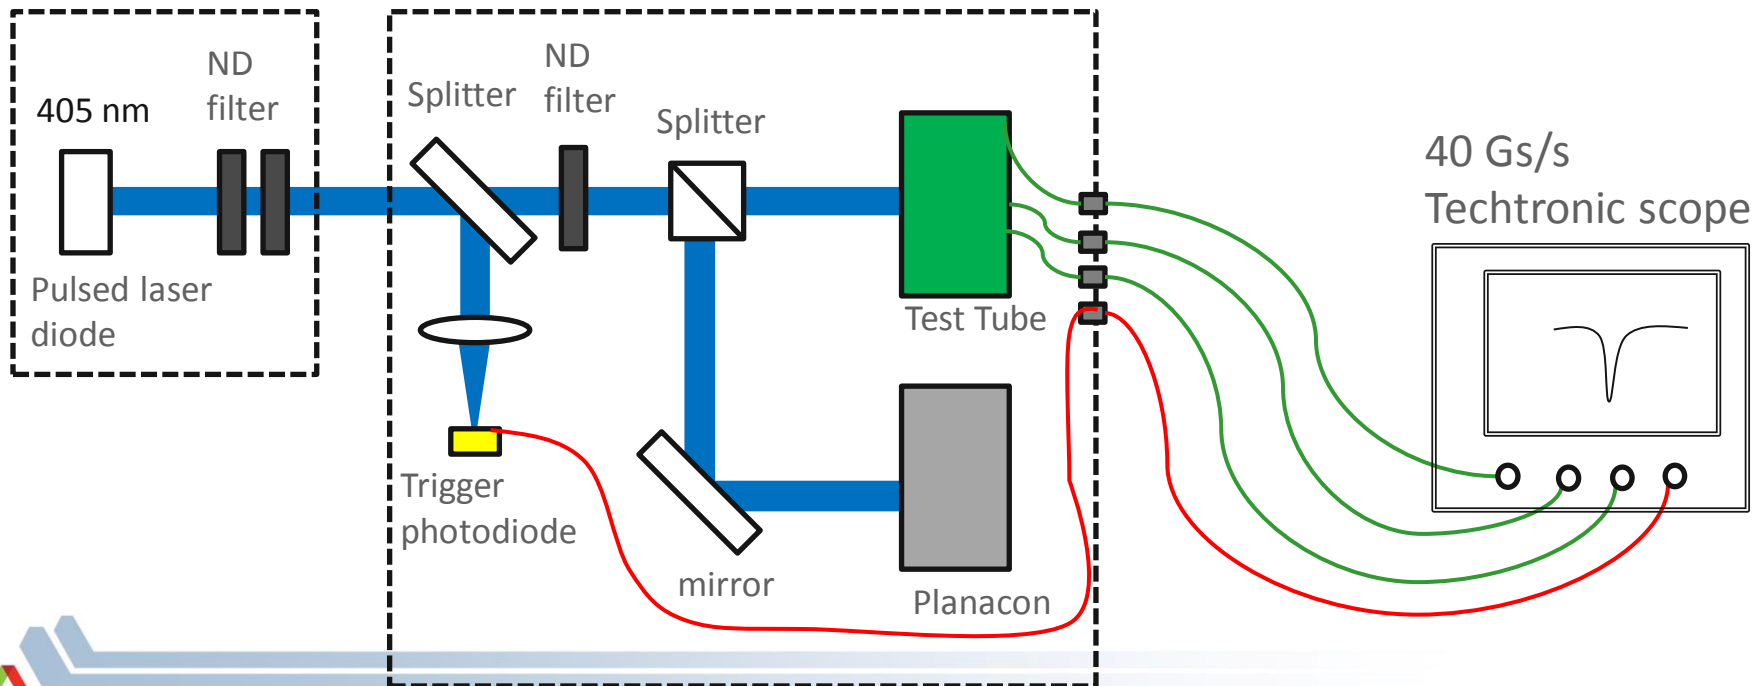 405 nm
ND
filter
Pulsed laser
diode
Splitter
ND
filter
Splitter
Test Tube
Trigger
photodiode
mirror
Planacon
40 Gs/s
Techtronic scope